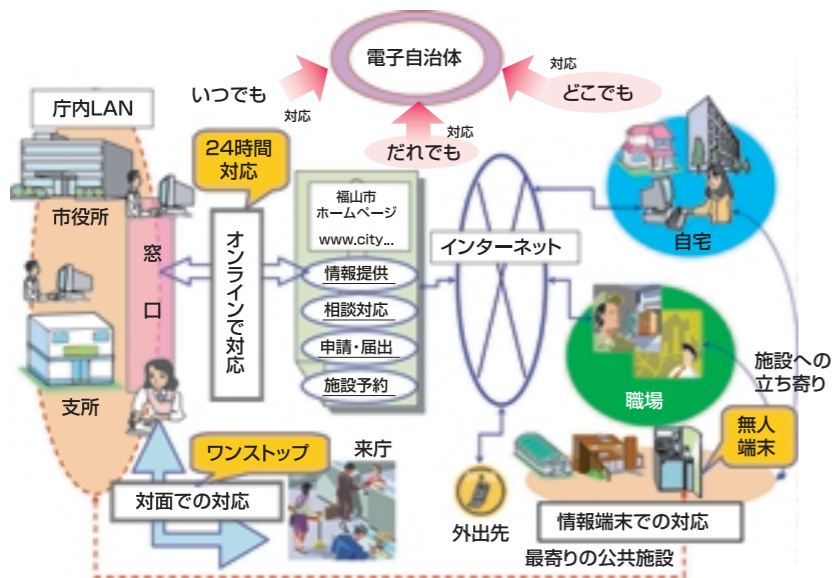 電子自治体
いつでも
対応
対応
どこでも
対応
だれでも
庁内LAN
24時間
対応
市役所
窓
口
支所
オンラインで対応
福山市
ホームページ
www.city...
情報提供
相談対応
申請・届出
施設予約
インターネット
自宅
職場
施設への
立ち寄り
無人
端末
ワンストップ
来庁
対面での対応
外出先
情報端末での対応
最寄りの公共施設